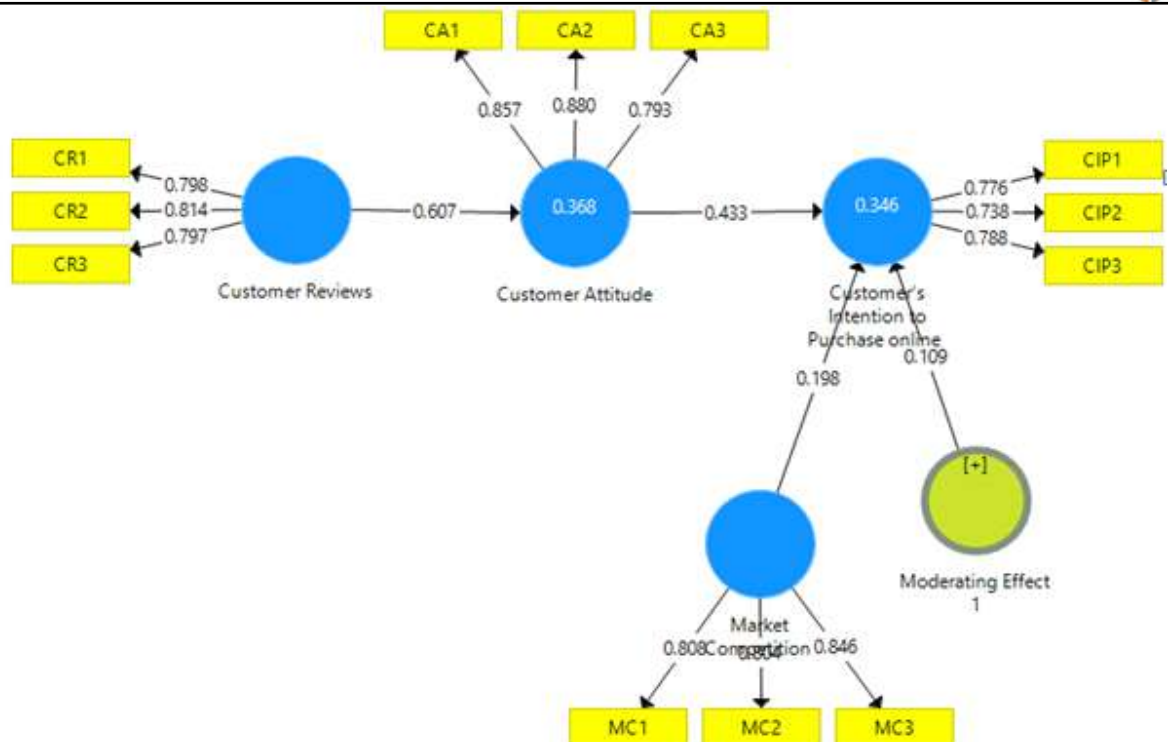 CA1 CA2 CA3
0.857 0.880 0.793
CR1
CR2
CR3
0.798
0.814
0.797
Customer Reviews
0.607
0.368
Customer Attitude
0.433
0.346
Customer's
Intention to
Purchase online
0.776
0.738
0.788
CIP1
CIP2
CIP3
0.198
0.109
[+]
Moderating Effect
1
Market
Competition
0.808 0.804 0.846
MC1 MC2 MC3